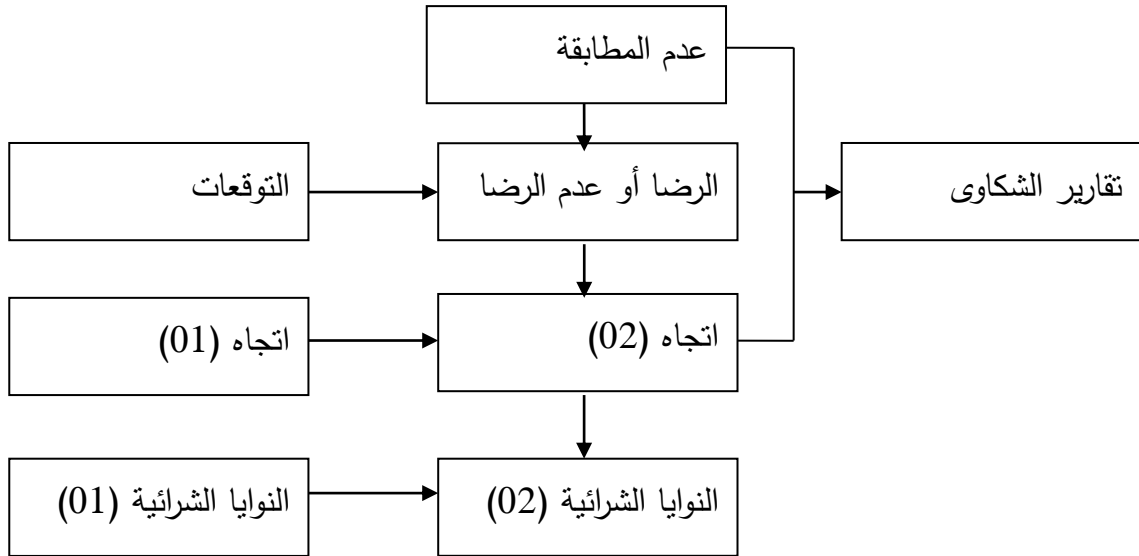 عدم المطابقة
تقارير الشكاوى
الرضا أو عدم الرضا
التوقعات
اتجاه (02)
اتجاه (01)
النوايا الشرائية (02)
النوايا الشرائية (01)